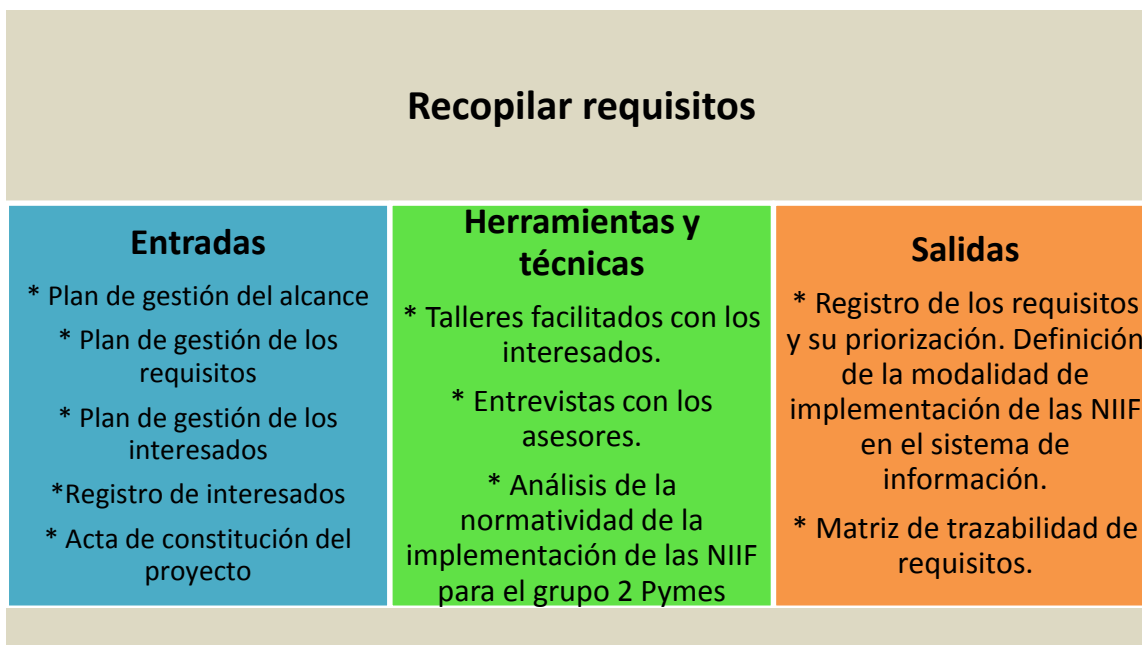 Recopilar requisitos
Entradas
* Plan de gestión del alcance
* Plan de gestión de los
requisitos
* Plan de gestión de los
interesados
*Registro de interesados
* Acta de constitución del
proyecto
Herramientas y
técnicas
* Talleres facilitados con los
interesados.
* Entrevistas con los
asesores.
* Análisis de la
normatividad de la
implementación de las NIIF
para el grupo 2 Pymes
Salidas
* Registro de los requisitos
y su priorización. Definición
de la modalidad de
implementación de las NIIF
en el sistema de
información.
* Matriz de trazabilidad de
requisitos.